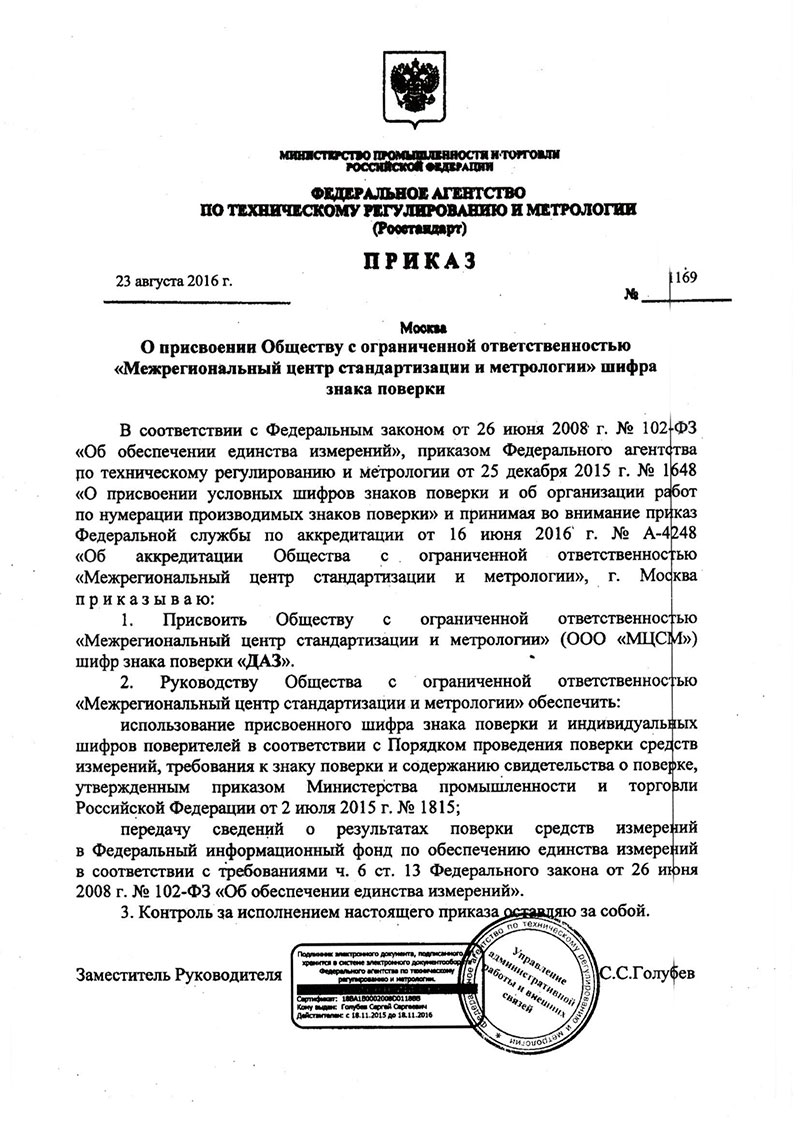 МИНИСТЕРСТВО ПРОМЫШЛЕННОСТИ И ТОРГОВЛИ
РОССИЙСКОЙ ФЕДЕРАЦИИ
ФЕДЕРАЛЬНОЕ АГЕНТСТВО
ПО ТЕХНИЧЕСКОМУ РЕГУЛИРОВАНИЮ И МЕТРОЛОГИИ
(Росстандарт)
ПРИКАЗ
23 августа 2016 г.
№ 1169
Москва
О присвоении Обществу с ограниченной ответственностью
«Межрегиональный центр стандартизации и метрологии» шифра
знака поверки
В соответствии с Федеральным законом от 26 июня 2008 г. № 102-ФЗ
«Об обеспечении единства измерений», приказом Федерального агентства
по техническому регулированию и метрологии от 25 декабря 2015 г. № 1648
«О присвоении условных шифров знаков поверки и об организации работ
по нумерации производимых знаков поверки» и принимая во внимание приказ
Федеральной службы по аккредитации от 16 июня 2016 г. № А-4248
«Об аккредитации Общества с ограниченной ответственностью
«Межрегиональный центр стандартизации и метрологии», г. Москва
п р и к а з ы в а ю:
1. Присвоить Обществу с ограниченной ответственностью
«Межрегиональный центр стандартизации и метрологии» (ООО «МЦСМ»)
шифр знака поверки «ДАЗ».
2. Руководству Общества с ограниченной ответственностью
«Межрегиональный центр стандартизации и метрологии» обеспечить:
использование присвоенного шифра знака поверки и индивидуальных
шифров поверителей в соответствии с Порядком проведения поверки средств
измерений, требования к знаку поверки и содержанию свидетельства о поверке,
утвержденным приказом Министерства промышленности и торговли
Российской Федерации от 2 июля 2015 г. № 1815;
передачу сведений о результатах поверки средств измерений
в Федеральный информационный фонд по обеспечению единства измерений
в соответствии с требованиями ч. 6 ст. 13 Федерального закона от 26 июня
2008 г. № 102-ФЗ «Об обеспечении единства измерений».
3. Контроль за исполнением настоящего приказа оставляю за собой.
Заместитель Руководителя
Подлинник электронного документа, подписанного
хранится в системе электронного документооборота
Федерального агентства по техническому
регулированию и метрологии.
Сертификат: 18BA1B0002008D0118BB
Кому выдан: Голубев Сергей Сергеевич
Действителен: с 18.11.2015 до 18.11.2016
агентство по техническому регулированию и метрологии
Управление
административной
работы и внешних
связей
С.С.Голубев